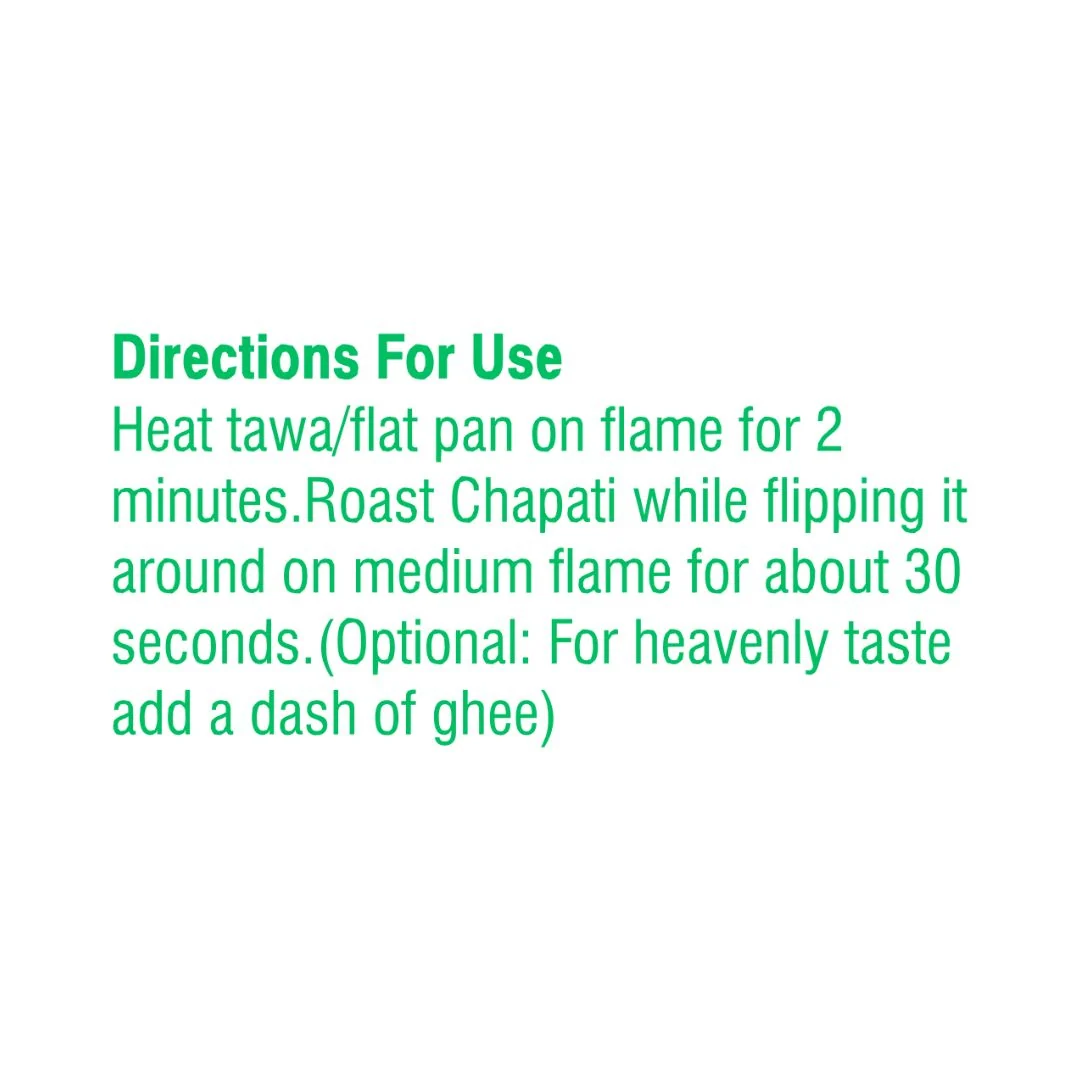 Directions For Use
Heat tawa/flat pan on flame for 2
minutes.Roast Chapati while flipping it
around on medium flame for about 30
seconds.(Optional: For heavenly taste
add a dash of ghee)